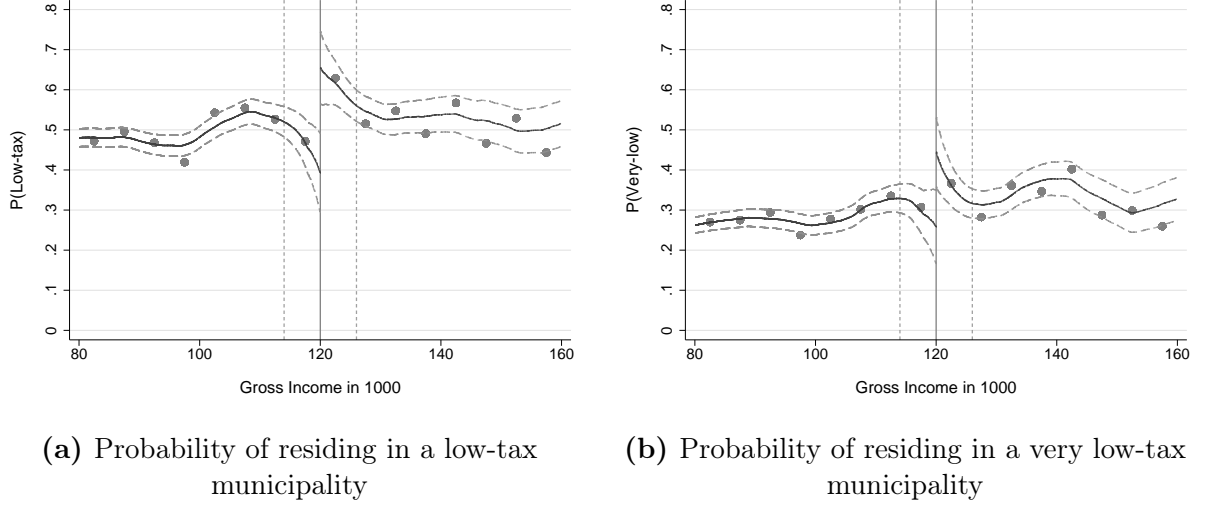 .8
.7
.6
.5
.4
.3
.2
.1
0
P(Low-tax)
80 100 120 140 160
Gross Income in 1000
.8
.7
.6
.5
.4
.3
.2
.1
0
P(Very-low)
80 100 120 140 160
Gross Income in 1000
(a) Probability of residing in a low-tax
municipality
(b) Probability of residing in a very low-tax
municipality